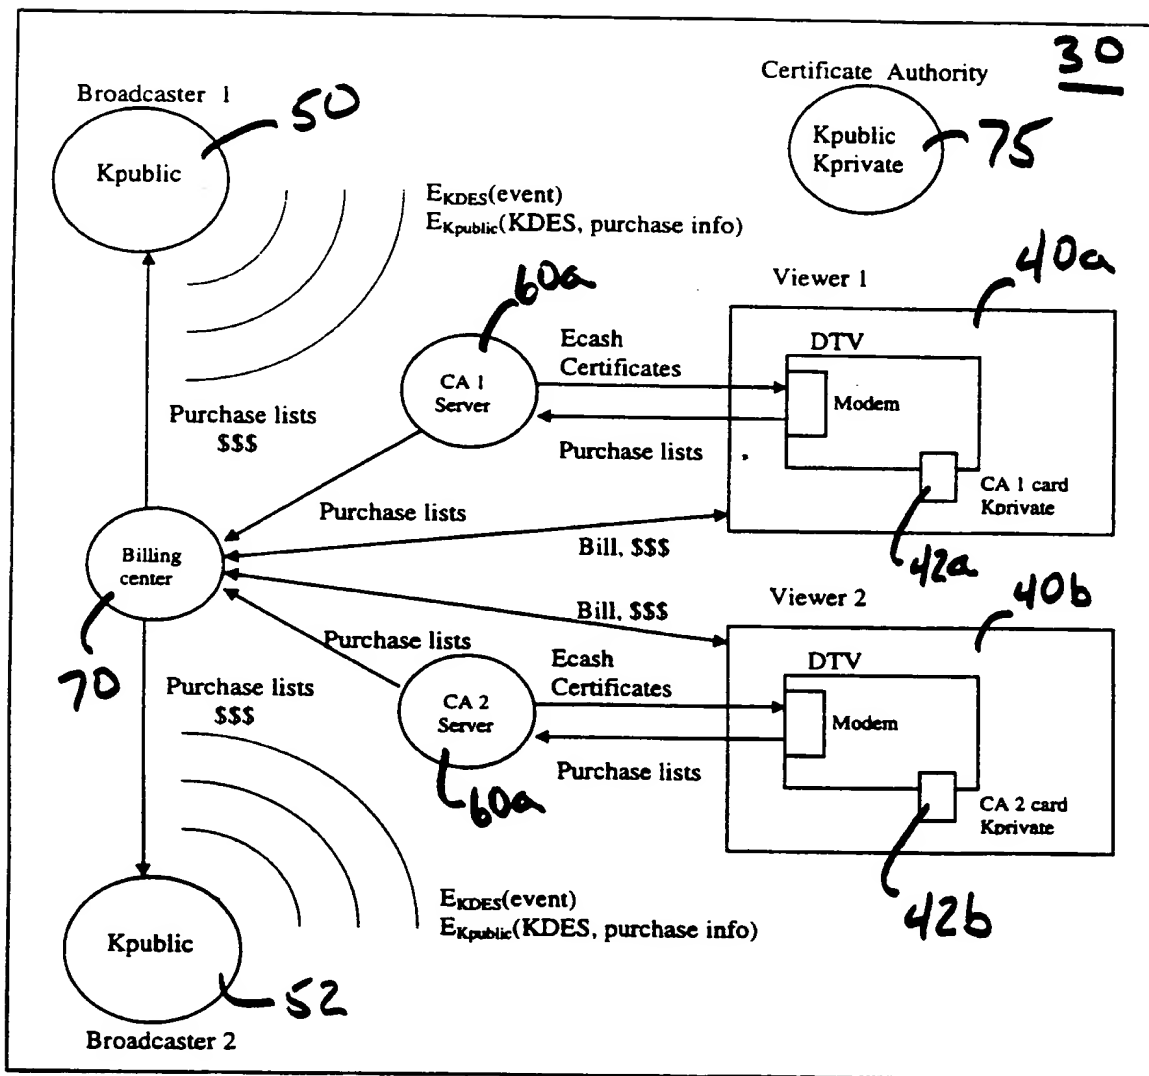 30
Certificate Authority
Kpublic
Kprivate
75
Broadcaster 1
50
Kpublic
EKDES(event)
EKpublic(KDES, purchase info)
60a
Viewer 1
40a
DTV
Modem
CA 1 card
Kprivate
42a
CA 1
Server
Ecash
Certificates
Purchase lists
Purchase lists
$$$
Purchase lists
Bill, $$$
Billing
center
70
Bill, $$$
Purchase lists
Viewer 2
40b
DTV
Modem
CA 2 card
Kprivate
42b
Ecash
Certificates
CA 2
Server
Purchase lists
60a
Purchase lists
$$$
EKDES(event)
EKpublic(KDES, purchase info)
Kpublic
52
Broadcaster 2